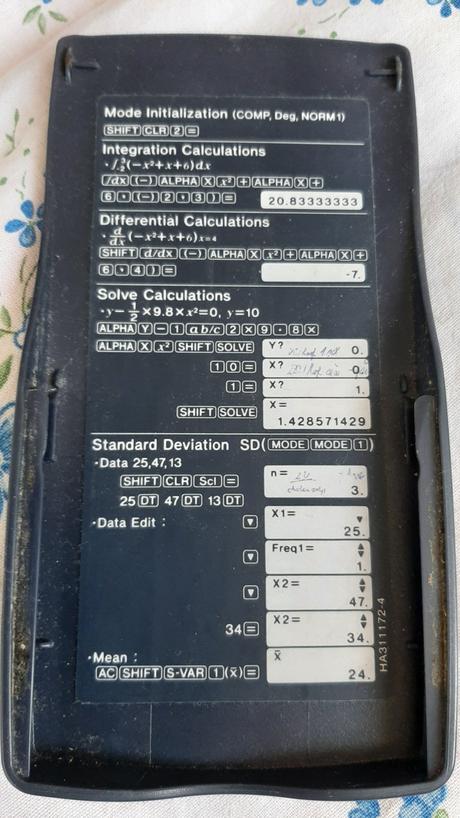 Mode Initialization (COMP, Deg, NORM1)
SHIFT CLR 2 =
Integration Calculations
·∫₋₂³(−x²+x+6)dx
∫dx (−) ALPHA X x² + ALPHA X +
6 , (−) 2 , 3 ) = 20.83333333
Differential Calculations
·d/dx(−x²+x+6)x=4
SHIFT d/dx (−) ALPHA X x² + ALPHA X +
6 , 4 ) = -7.
Solve Calculations
·y− 1/2 ×9.8×x²=0, y=10
ALPHA Y − 1 ab/c 2 × 9 · 8 ×
ALPHA X x² SHIFT SOLVE Y? 0.
1 0 = X? 0.
1 = X? 1.
SHIFT SOLVE X= 1.428571429
Standard Deviation SD(MODE MODE 1)
·Data 25,47,13
SHIFT CLR Scl = n= 3.
25 DT 47 DT 13 DT
·Data Edit : ▼ X1= ▼ 25.
▼ Freq1= ▲▼ 1.
▼ X2= ▲▼ 47.
34 = X2= ▲▼ 34.
·Mean :
AC SHIFT S-VAR 1 (x̄) = x̄ 24.
HA311172-4